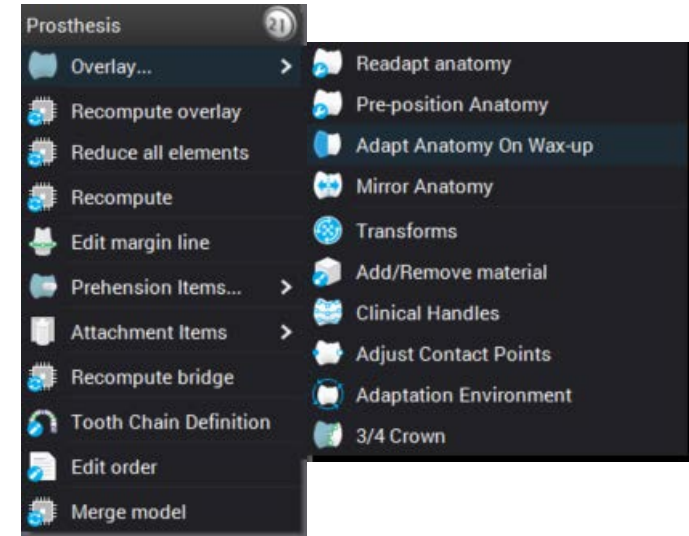 Prosthesis 21
Overlay...
Recompute overlay
Reduce all elements
Recompute
Edit margin line
Prehension Items...
Attachment Items
Recompute bridge
Tooth Chain Definition
Edit order
Merge model
Readapt anatomy
Pre-position Anatomy
Adapt Anatomy On Wax-up
Mirror Anatomy
Transforms
Add/Remove material
Clinical Handles
Adjust Contact Points
Adaptation Environment
3/4 Crown